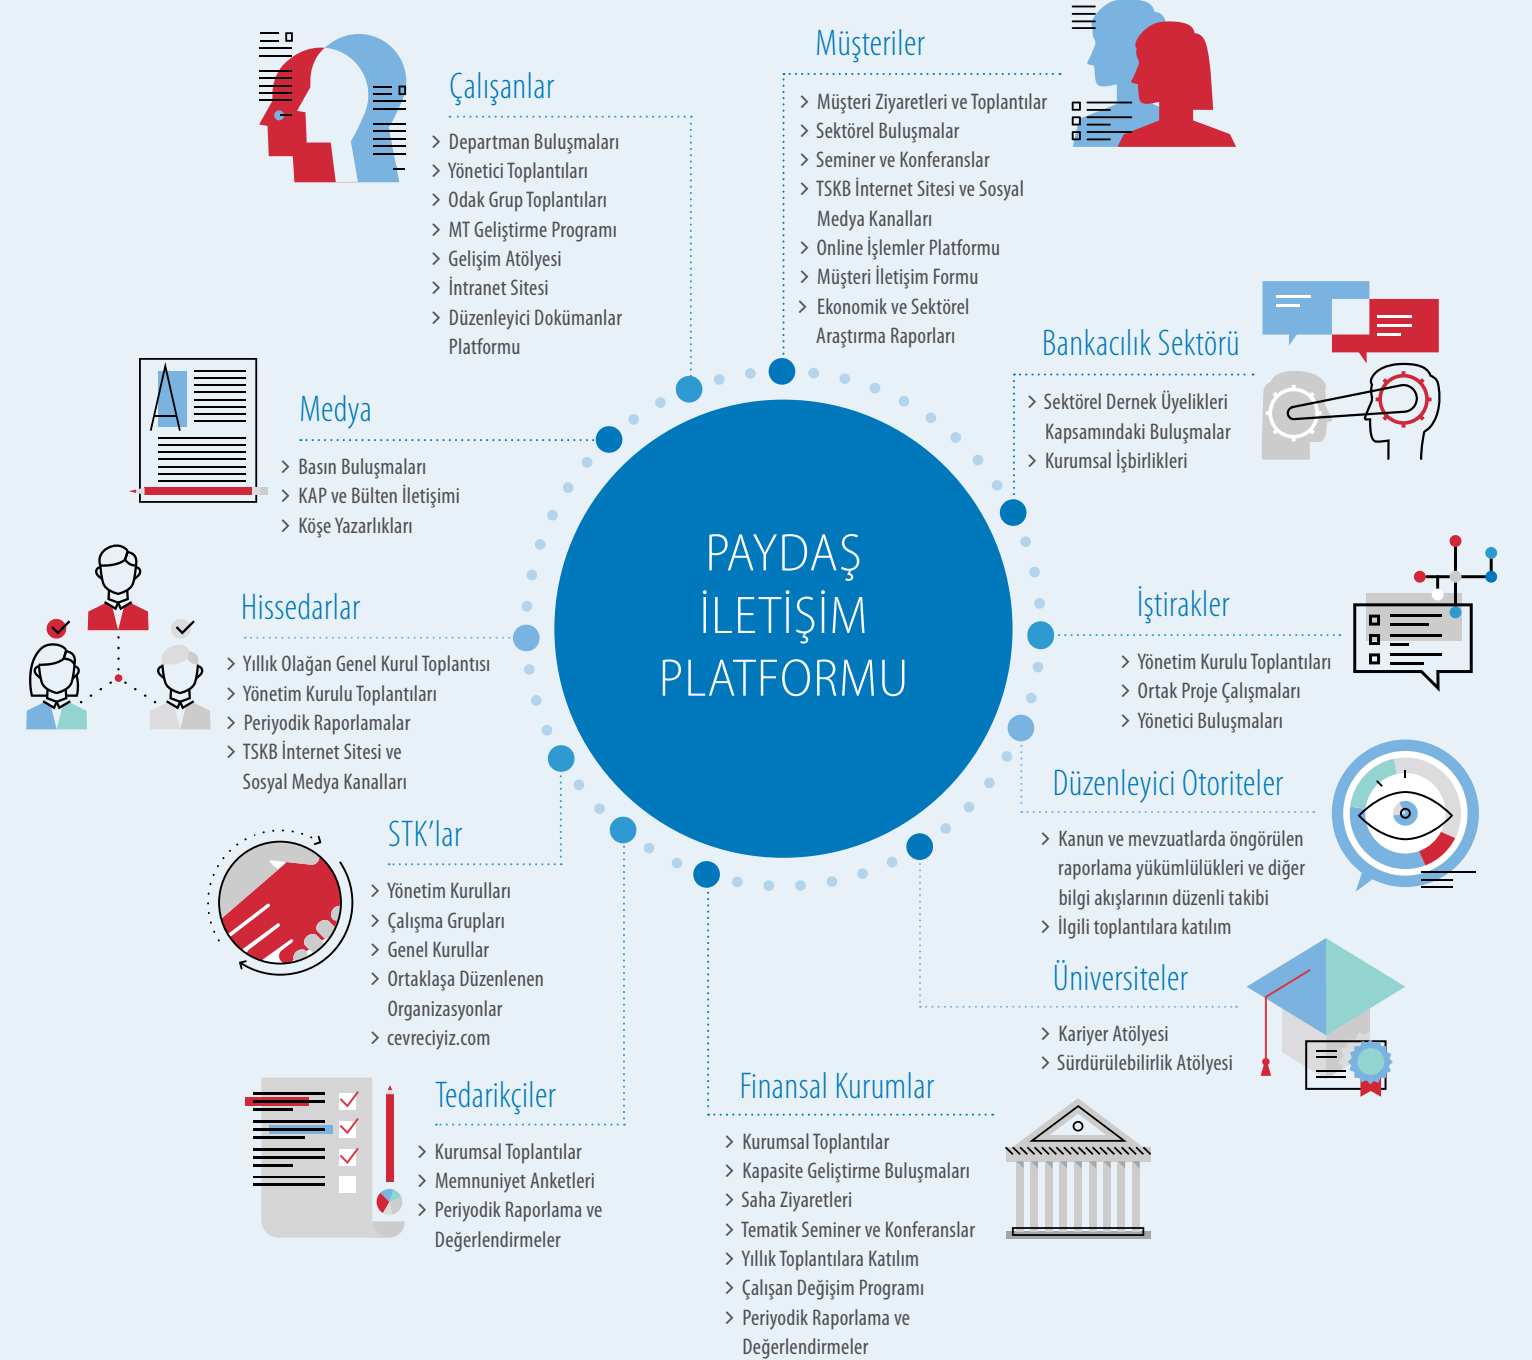 Çalışanlar
> Departman Buluşmaları
> Yönetici Toplantıları
> Odak Grup Toplantıları
> MT Geliştirme Programı
> Gelişim Atölyesi
> İntranet Sitesi
> Düzenleyici Dokümanlar
Platformu
Müşteriler
> Müşteri Ziyaretleri ve Toplantılar
> Sektörel Buluşmalar
> Seminer ve Konferanslar
> TSKB İnternet Sitesi ve Sosyal
Medya Kanalları
> Online İşlemler Platformu
> Müşteri İletişim Formu
> Ekonomik ve Sektörel
Araştırma Raporları
Bankacılık Sektörü
> Sektörel Dernek Üyelikleri
Kapsamındaki Buluşmalar
> Kurumsal İşbirlikleri
Medya
> Basın Buluşmaları
> KAP ve Bülten İletişimi
> Köşe Yazarlıkları
A
PAYDAŞ
İLETİŞİM
PLATFORMU
Hissedarlar
> Yıllık Olağan Genel Kurul Toplantısı
> Yönetim Kurulu Toplantıları
> Periyodik Raporlamalar
> TSKB İnternet Sitesi ve
Sosyal Medya Kanalları
İştirakler
> Yönetim Kurulu Toplantıları
> Ortak Proje Çalışmaları
> Yönetici Buluşmaları
Düzenleyici Otoriteler
> Kanun ve mevzuatlarda öngörülen
raporlama yükümlülükleri ve diğer
bilgi akışlarının düzenli takibi
> İlgili toplantılara katılım
STK'lar
> Yönetim Kurulları
> Çalışma Grupları
> Genel Kurullar
> Ortaklaşa Düzenlenen
Organizasyonlar
> cevreciyiz.com
Üniversiteler
> Kariyer Atölyesi
> Sürdürülebilirlik Atölyesi
Tedarikçiler
> Kurumsal Toplantılar
> Memnuniyet Anketleri
> Periyodik Raporlama ve
Değerlendirmeler
Finansal Kurumlar
> Kurumsal Toplantılar
> Kapasite Geliştirme Buluşmaları
> Saha Ziyaretleri
> Tematik Seminer ve Konferanslar
> Yıllık Toplantılara Katılım
> Çalışan Değişim Programı
> Periyodik Raporlama ve
Değerlendirmeler